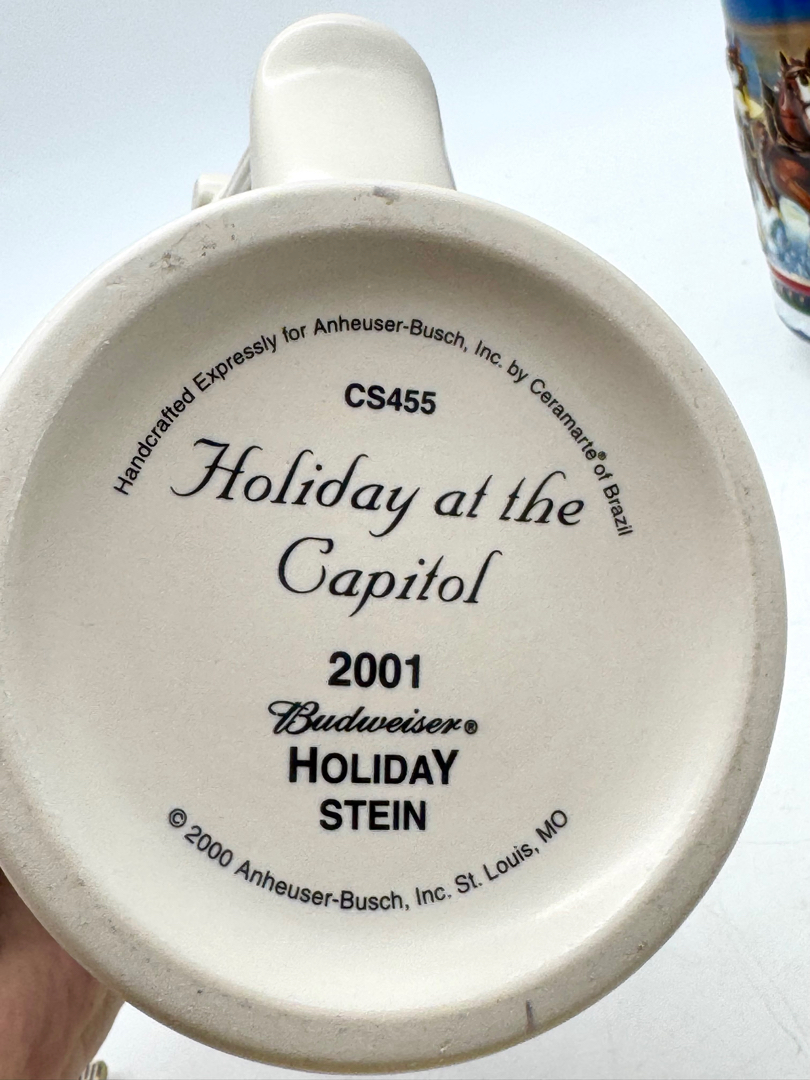 Handcrafted Expressly for Anheuser-Busch, Inc. by Ceramarte® of Brazil
CS455
Holiday at the
Capitol
2001
Budweiser®
HOLIDAY
STEIN
© 2000 Anheuser-Busch, Inc. St. Louis, MO